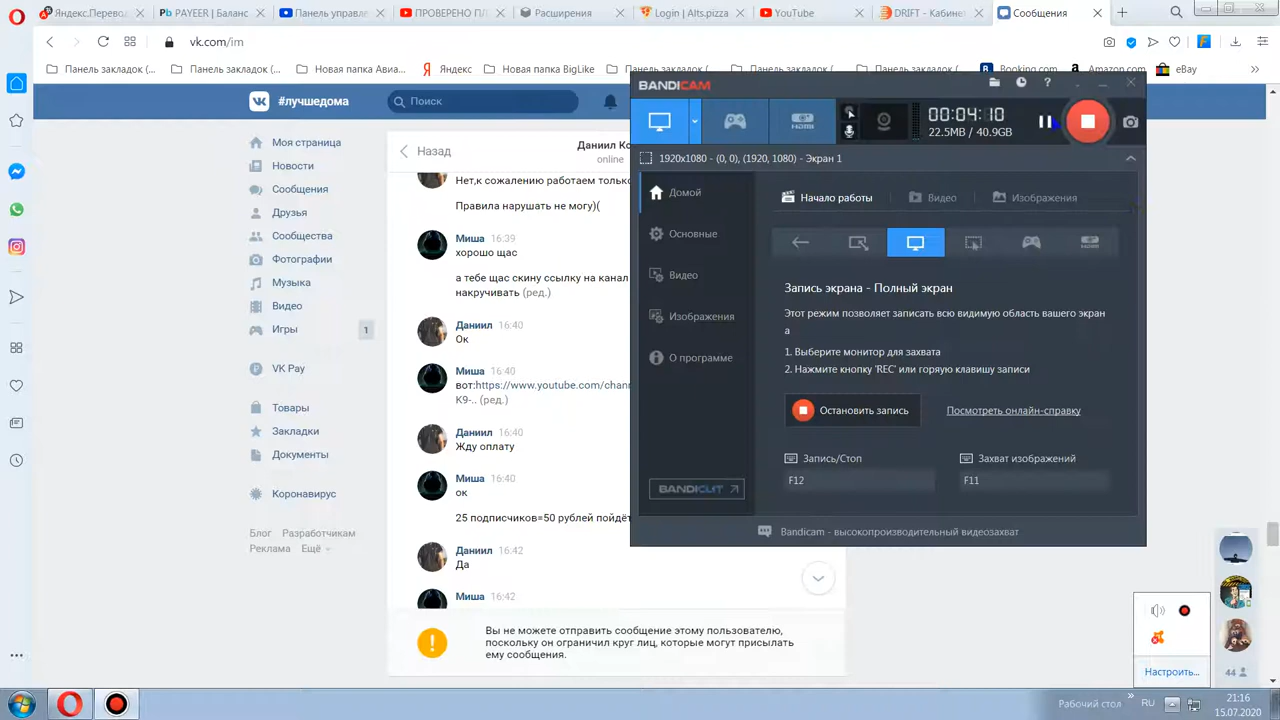 Яндекс.Перевод
PAYEER | Баланс
Панель управле
ПРОВЕРЕНО П/
Расширения
Login | Alts.pizza
YouTube
DRIFT - Кабинет
Сообщения
vk.com/im
Панель закладок (...
Панель закладок (...
Новая папка Авиа...
Яндекс
Новая папка BigLike
Панель закладок (...
Панель закладок (...
Booking.com
Amazon.com
eBay
#лучшедома
Поиск
Моя страница
Новости
Сообщения
Друзья
Сообщества
Фотографии
Музыка
Видео
Игры
1
VK Pay
Товары
Закладки
Документы
Коронавирус
Блог Разработчикам
Реклама Ещё
Назад
Даниил Ко
online
Нет,к сожалению работаем только
Правила нарушать не могу)(
Миша 16:39
хорошо щас
а тебе щас скину ссылку на канал
накручивать (ред.)
Даниил 16:40
Ок
Миша 16:40
вот:https://www.youtube.com/chann
K9-.. (ред.)
Даниил 16:40
Жду оплату
Миша 16:40
ок
25 подписчиков=50 рублей пойдёт
Даниил 16:42
Да
Миша 16:42
Вы не можете отправить сообщение этому пользователю,
поскольку он ограничил круг лиц, которые могут присылать
ему сообщения.
BANDICAM
00:04:10
22.5MB / 40.9GB
1920x1080 - (0, 0), (1920, 1080) - Экран 1
Домой
Основные
Видео
Изображения
О программе
BANDICUT
Начало работы
Видео
Изображения
HDMI
Запись экрана - Полный экран
Этот режим позволяет записать всю видимую область вашего экран
а
1. Выберите монитор для захвата
2. Нажмите кнопку 'REC' или горяую клавишу записи
Остановить запись
Посмотреть онлайн-справку
Запись/Стоп
Захват изображений
F12
F11
Bandicam - высокопроизводительный видеозахват
Настроить...
44
Рабочий стол
RU
21:16
15.07.2020